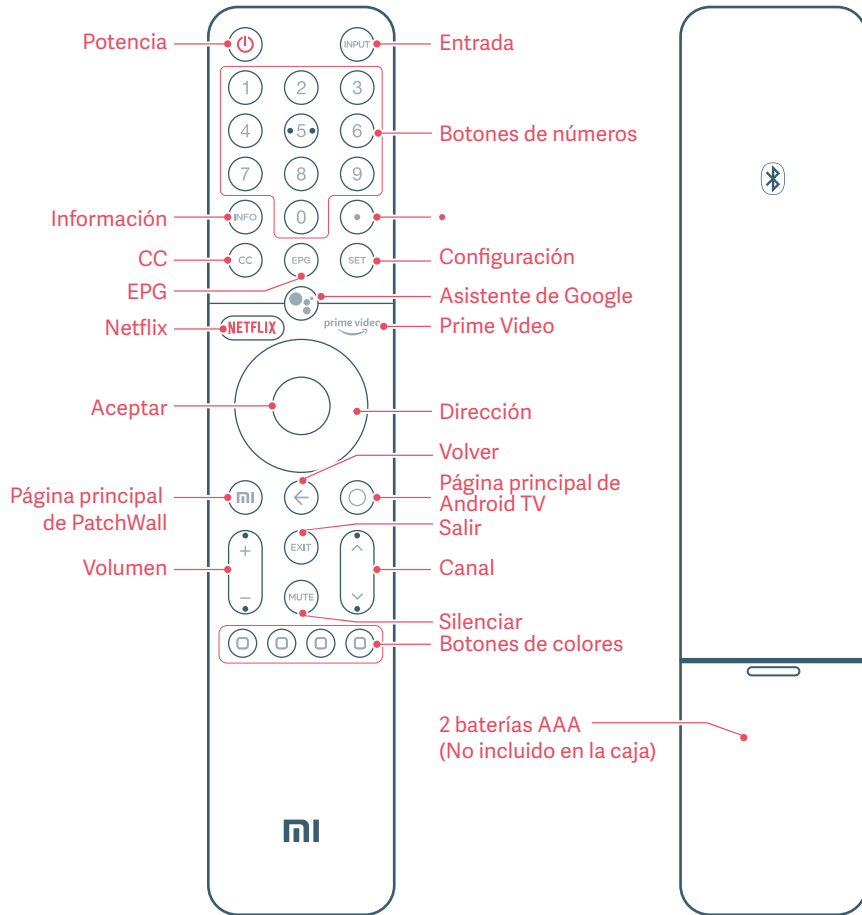 Potencia
INPUT
Entrada
1 2 3
4 5 6
Botones de números
7 8 9
Información
INFO
0
•
•
CC
CC
EPG
SET
Configuración
EPG
Asistente de Google
Netflix
NETFLIX
prime video
Prime Video
Aceptar
Dirección
Volver
Página principal
de PatchWall
mi
Página principal de
Android TV
Salir
EXIT
Volumen
+
−
Canal
MUTE
Silenciar
Botones de colores
2 baterías AAA
(No incluido en la caja)
mi